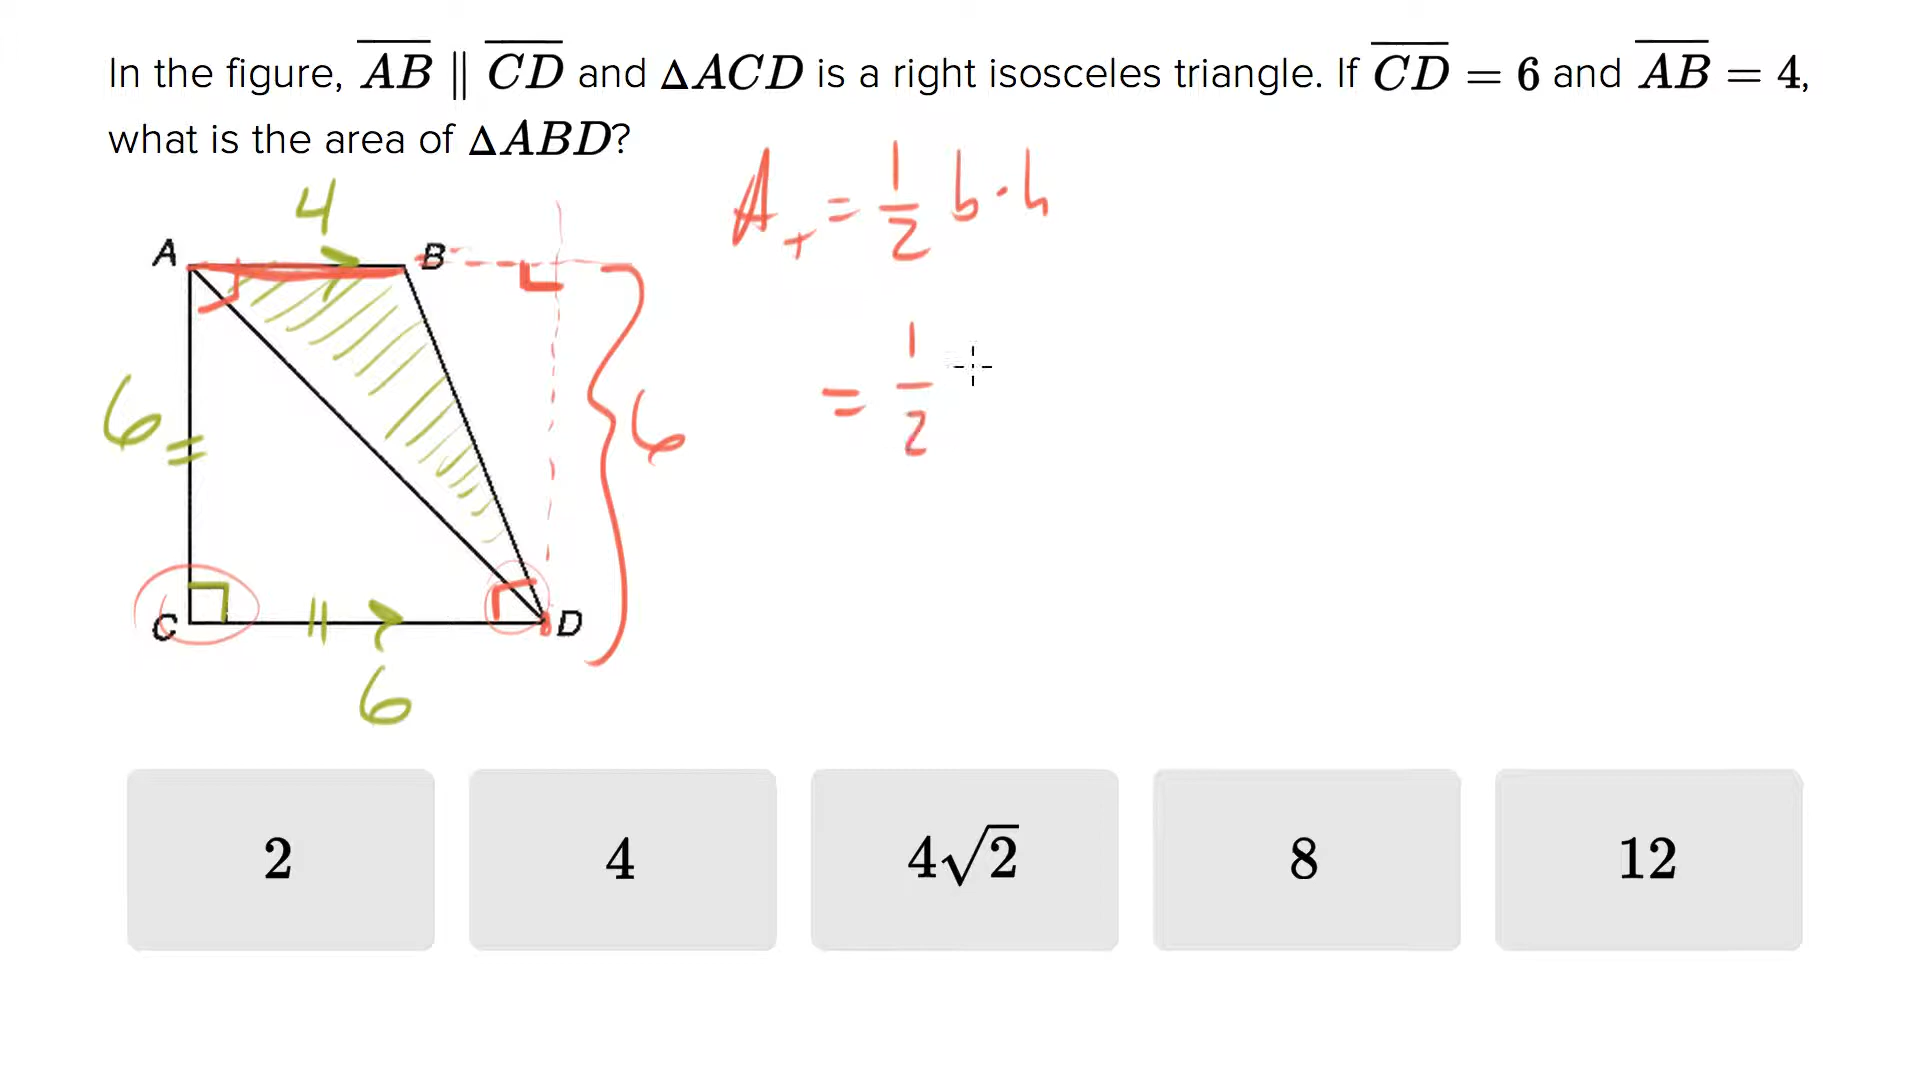 In the figure, AB ∥ CD and ΔACD is a right isosceles triangle. If CD = 6 and AB = 4,
what is the area of ΔABD?
A_T = 1/2 b · h
4
A
B
= 1/2
6
6
C
D
6
2
4
4√2
8
12